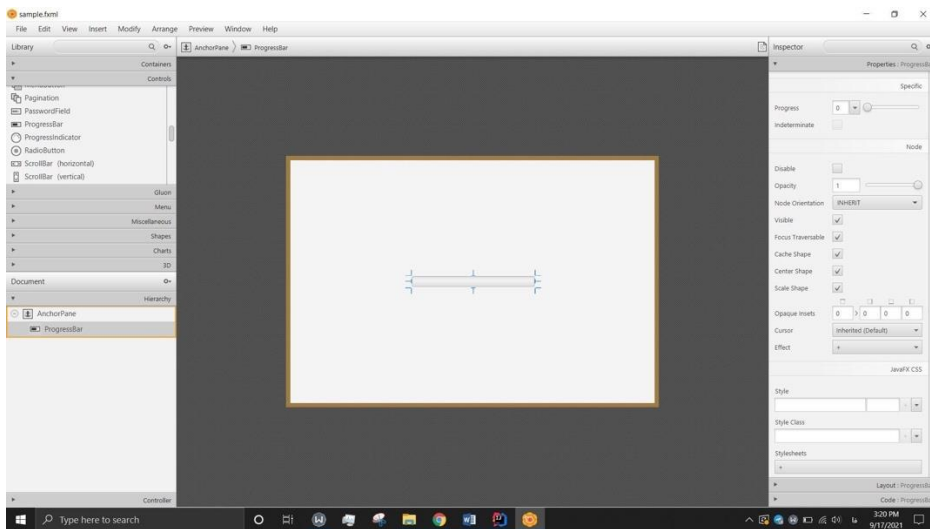 sample.fxml
File Edit View Insert Modify Arrange Preview Window Help
Library
AnchorPane ProgressBar
Inspector
Containers
Properties : ProgressBa
Controls
Pagination
PasswordField
ProgressBar
ProgressIndicator
RadioButton
ScrollBar (horizontal)
ScrollBar (vertical)
Gluon
Menu
Miscellaneous
Shapes
Charts
3D
Document
Hierarchy
AnchorPane
ProgressBar
Controller
Specific
Progress 0
Indeterminate
Node
Disable
Opacity 1
Node Orientation INHERIT
Visible
Focus Traversable
Cache Shape
Center Shape
Scale Shape
Opaque Insets 0 0 0 0
Cursor Inherited (Default)
Effect +
JavaFX CSS
Style
Style Class
Stylesheets
+
Layout : ProgressBa
Code : ProgressBa
Type here to search
3:20 PM
9/17/2021